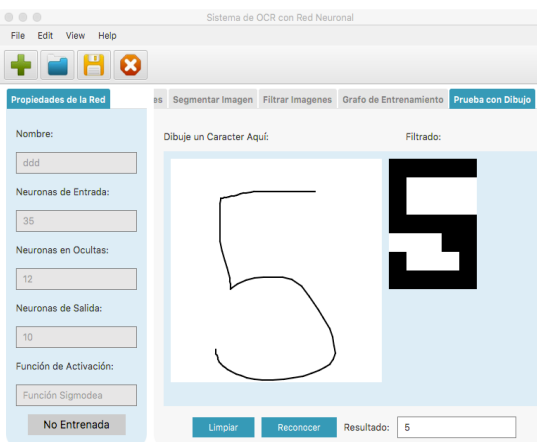 Sistema de OCR con Red Neuronal
File Edit View Help
Propiedades de la Red
es Segmentar Imagen Filtrar Imagenes Grafo de Entrenamiento Prueba con Dibujo
Nombre:
ddd
Neuronas de Entrada:
35
Neuronas en Ocultas:
12
Neuronas de Salida:
10
Función de Activación:
Función Sigmodea
No Entrenada
Dibuje un Caracter Aquí:
Filtrado:
5
5
Limpiar Reconocer Resultado: 5